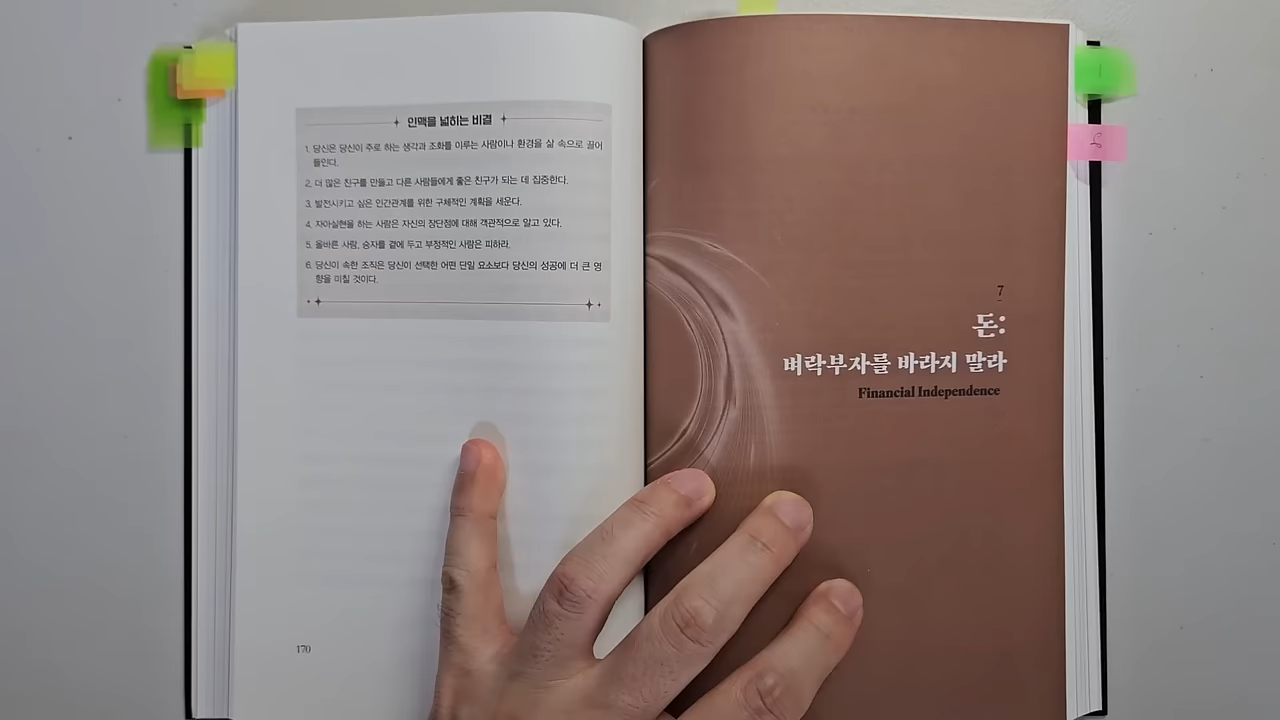 인맥을 넓히는 비결
1. 당신은 당신이 주로 하는 생각과 조화를 이루는 사람이나 환경을 삶 속으로 끌어
들인다.
2. 더 많은 친구를 만들고 다른 사람들에게 좋은 친구가 되는 데 집중한다.
3. 발전시키고 싶은 인간관계를 위한 구체적인 계획을 세운다.
4. 자아실현을 하는 사람은 자신의 장단점에 대해 객관적으로 알고 있다.
5. 올바른 사람, 승자를 곁에 두고 부정적인 사람은 피하라.
6. 당신이 속한 조직은 당신이 선택한 어떤 단일 요소보다 당신의 성공에 더 큰 영
향을 미칠 것이다.
170
7
돈:
벼락부자를 바라지 말라
Financial Independence